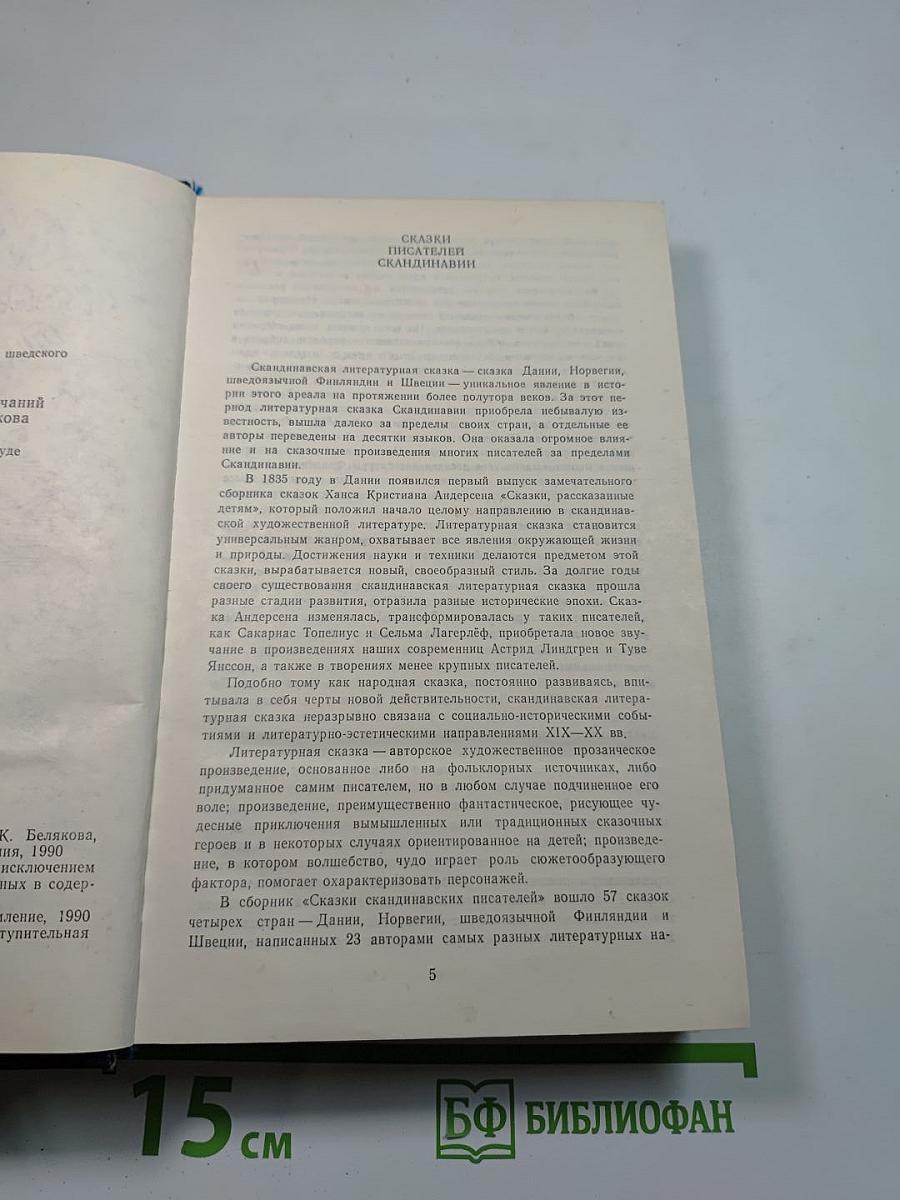 шведского
чаний
кова
уде
К. Белякова,
ния, 1990
исключением
ных в содер-
мление, 1990
тупительная
СКАЗКИ
ПИСАТЕЛЕЙ
СКАНДИНАВИИ
Скандинавская литературная сказка — сказка Дании, Норвегии,
шведоязычной Финляндии и Швеции — уникальное явление в исто-
рии этого ареала на протяжении более полутора веков. За этот пе-
риод литературная сказка Скандинавии приобрела небывалую из-
вестность, вышла далеко за пределы своих стран, а отдельные ее
авторы переведены на десятки языков. Она оказала огромное влия-
ние и на сказочные произведения многих писателей за пределами
Скандинавии.
В 1835 году в Дании появился первый выпуск замечательного
сборника сказок Ханса Кристиана Андерсена «Сказки, рассказанные
детям», который положил начало целому направлению в скандинав-
ской художественной литературе. Литературная сказка становится
универсальным жанром, охватывает все явления окружающей жизни
и природы. Достижения науки и техники делаются предметом этой
сказки, вырабатывается новый, своеобразный стиль. За долгие годы
своего существования скандинавская литературная сказка прошла
разные стадии развития, отразила разные исторические эпохи. Сказ-
ка Андерсена изменялась, трансформировалась у таких писателей,
как Сакариас Топелиус и Сельма Лагерлёф, приобретала новое зву-
чание в произведениях наших современниц Астрид Линдгрен и Туве
Янссон, а также в творениях менее крупных писателей.
Подобно тому как народная сказка, постоянно развиваясь, впи-
тывала в себя черты новой действительности, скандинавская литера-
турная сказка неразрывно связана с социально-историческими собы-
тиями и литературно-эстетическими направлениями XIX—XX вв.
Литературная сказка — авторское художественное прозаическое
произведение, основанное либо на фольклорных источниках, либо
придуманное самим писателем, но в любом случае подчиненное его
воле; произведение, преимущественно фантастическое, рисующее чу-
десные приключения вымышленных или традиционных сказочных
героев и в некоторых случаях ориентированное на детей; произведе-
ние, в котором волшебство, чудо играет роль сюжетообразующего
фактора, помогает охарактеризовать персонажей.
В сборник «Сказки скандинавских писателей» вошло 57 сказок
четырех стран — Дании, Норвегии, шведоязычной Финляндии и
Швеции, написанных 23 авторами самых разных литературных на-
5
15 см
БФ БИБЛИОФАН